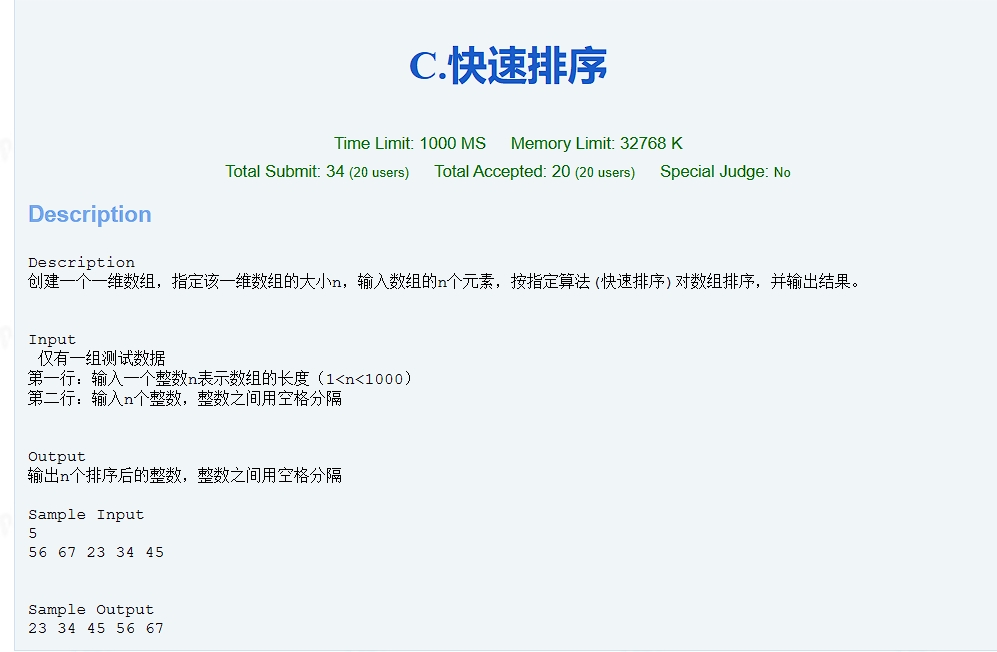 C.快速排序
Time Limit: 1000 MS Memory Limit: 32768 K
Total Submit: 34 (20 users) Total Accepted: 20 (20 users) Special Judge: No
Description
Description
创建一个一维数组，指定该一维数组的大小n，输入数组的n个元素，按指定算法(快速排序)对数组排序，并输出结果。
Input
仅有一组测试数据
第一行：输入一个整数n表示数组的长度（1<n<1000）
第二行：输入n个整数，整数之间用空格分隔
Output
输出n个排序后的整数，整数之间用空格分隔
Sample Input
5
56 67 23 34 45
Sample Output
23 34 45 56 67